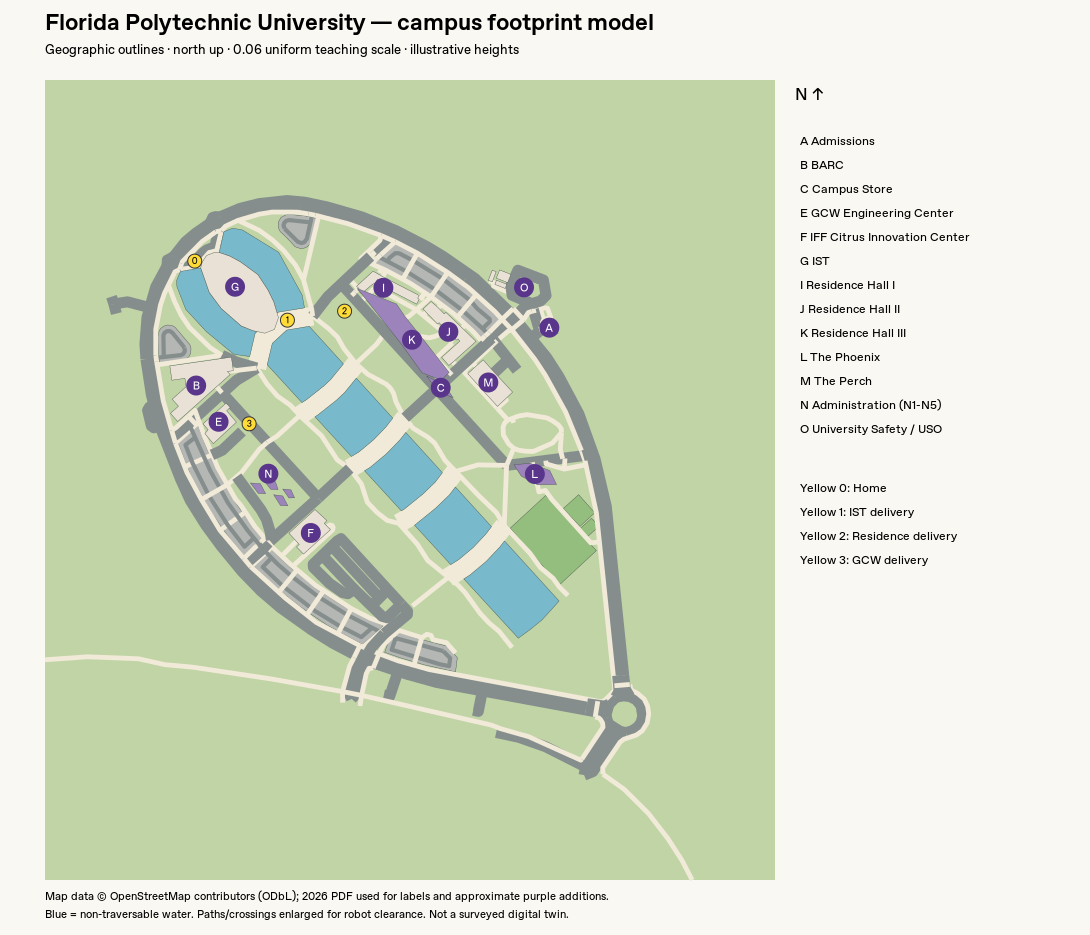 Florida Polytechnic University — campus footprint model
Geographic outlines · north up · 0.06 uniform teaching scale · illustrative heights
N ↑
A Admissions
B BARC
C Campus Store
E GCW Engineering Center
F IFF Citrus Innovation Center
G IST
I Residence Hall I
J Residence Hall II
K Residence Hall III
L The Phoenix
M The Perch
N Administration (N1-N5)
O University Safety / USO
Yellow 0: Home
Yellow 1: IST delivery
Yellow 2: Residence delivery
Yellow 3: GCW delivery
0
G
I
O
2
1
A
J
K
M
B
C
E
3
N
L
F
Map data © OpenStreetMap contributors (ODbL); 2026 PDF used for labels and approximate purple additions.
Blue = non-traversable water. Paths/crossings enlarged for robot clearance. Not a surveyed digital twin.